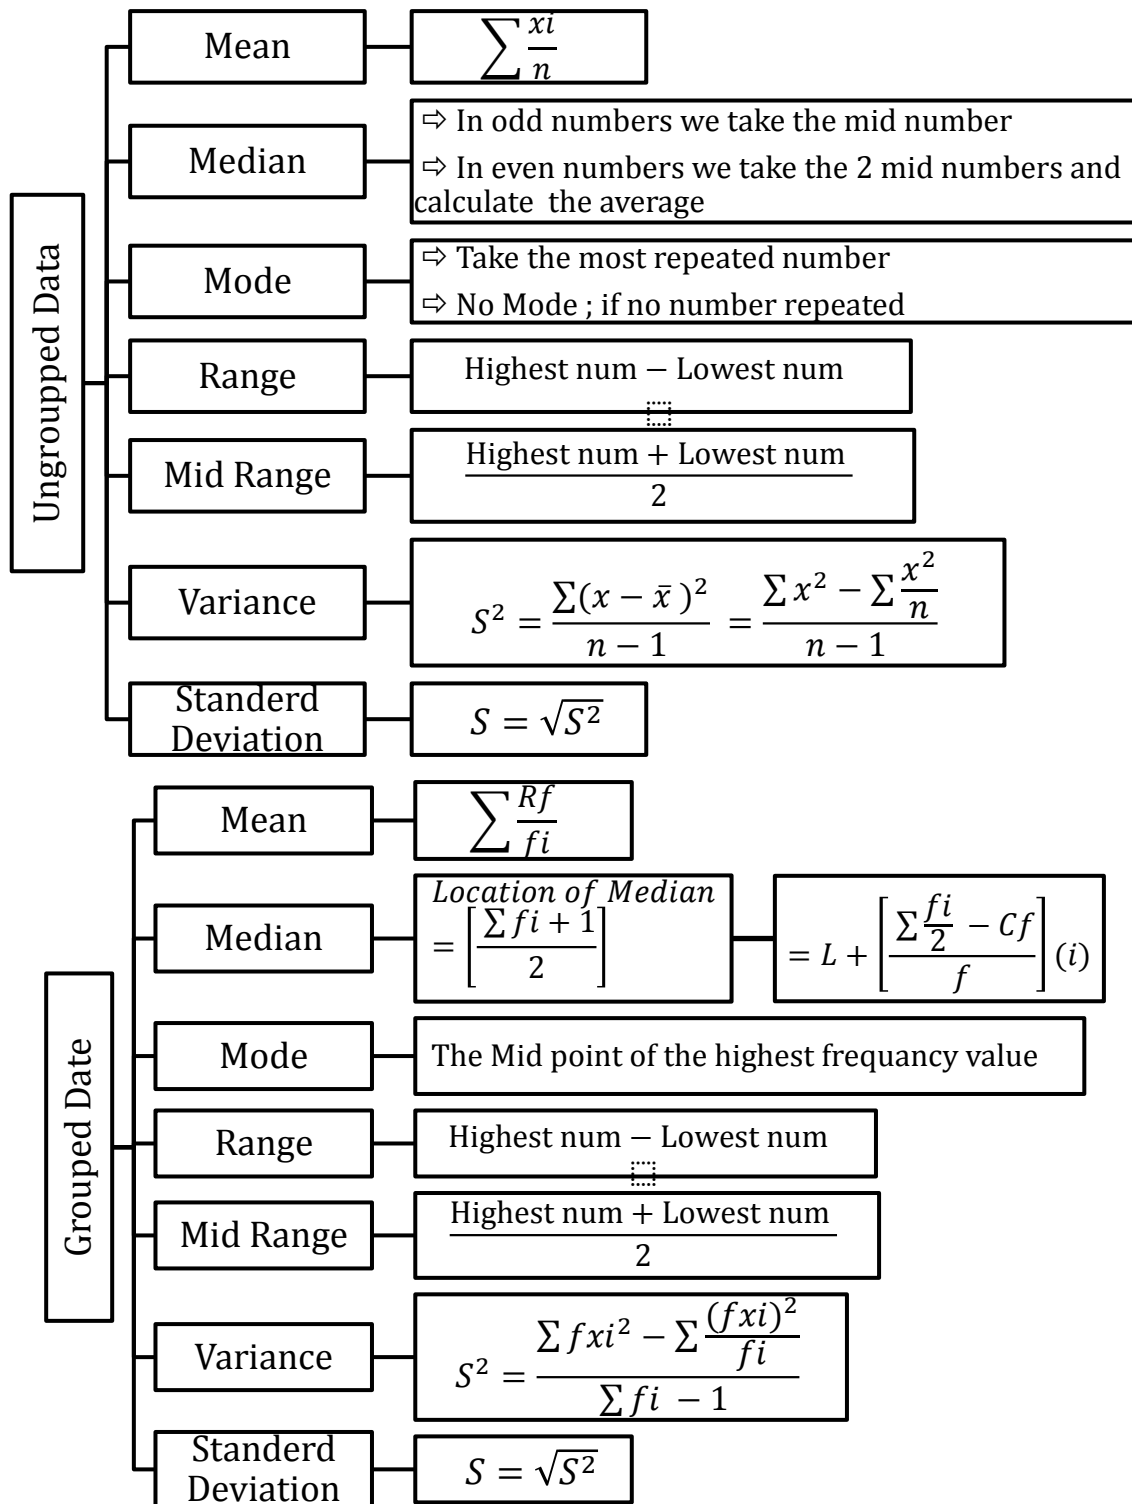 Ungroupped Data
Mean
∑ xi/n
Median
⇨ In odd numbers we take the mid number
⇨ In even numbers we take the 2 mid numbers and
calculate the average
Mode
⇨ Take the most repeated number
⇨ No Mode ; if no number repeated
Range
Highest num − Lowest num
Mid Range
(Highest num + Lowest num)/2
Variance
S² = ∑(x − x̄ )²/(n − 1) = (∑ x² − ∑ x²/n)/(n − 1)
Standerd
Deviation
S = √S²
Grouped Date
Mean
∑ Rf/fi
Median
Location of Median
= [(∑ fi + 1)/2]
= L + [(∑ fi/2 − Cf)/f] (i)
Mode
The Mid point of the highest frequancy value
Range
Highest num − Lowest num
Mid Range
(Highest num + Lowest num)/2
Variance
S² = (∑ fxi² − ∑ (fxi)²/fi)/(∑ fi − 1)
Standerd
Deviation
S = √S²